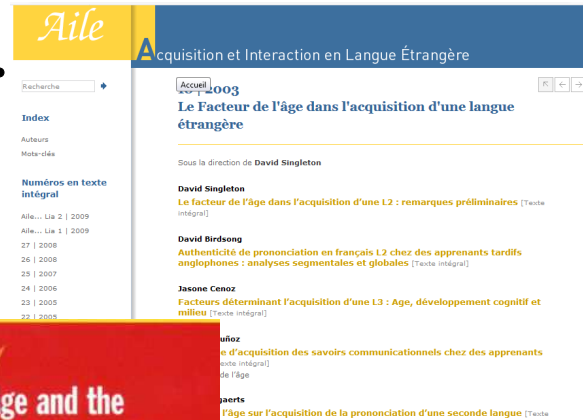 Aile
Acquisition et Interaction en Langue Étrangère
Recherche
Index
Auteurs
Mots-clés
Numéros en texte
intégral
Aile... Lia 2 | 2009
Aile... Lia 1 | 2009
27 | 2008
26 | 2008
25 | 2007
24 | 2006
23 | 2005
22 | 2005
Accueil
2003
Le Facteur de l'âge dans l'acquisition d'une langue
étrangère
Sous la direction de David Singleton
David Singleton
Le facteur de l’âge dans l’acquisition d’une L2 : remarques préliminaires [Texte
intégral]
David Birdsong
Authenticité de prononciation en français L2 chez des apprenants tardifs
anglophones : analyses segmentales et globales [Texte intégral]
Jasone Cenoz
Facteurs déterminant l’acquisition d’une L3 : Age, développement cognitif et
milieu [Texte intégral]
uñoz
e d’acquisition des savoirs communicationnels chez des apprenants
exte intégral]
de l’âge
gaerts
l’âge sur l’acquisition de la prononciation d’une seconde langue [Texte
ge and the